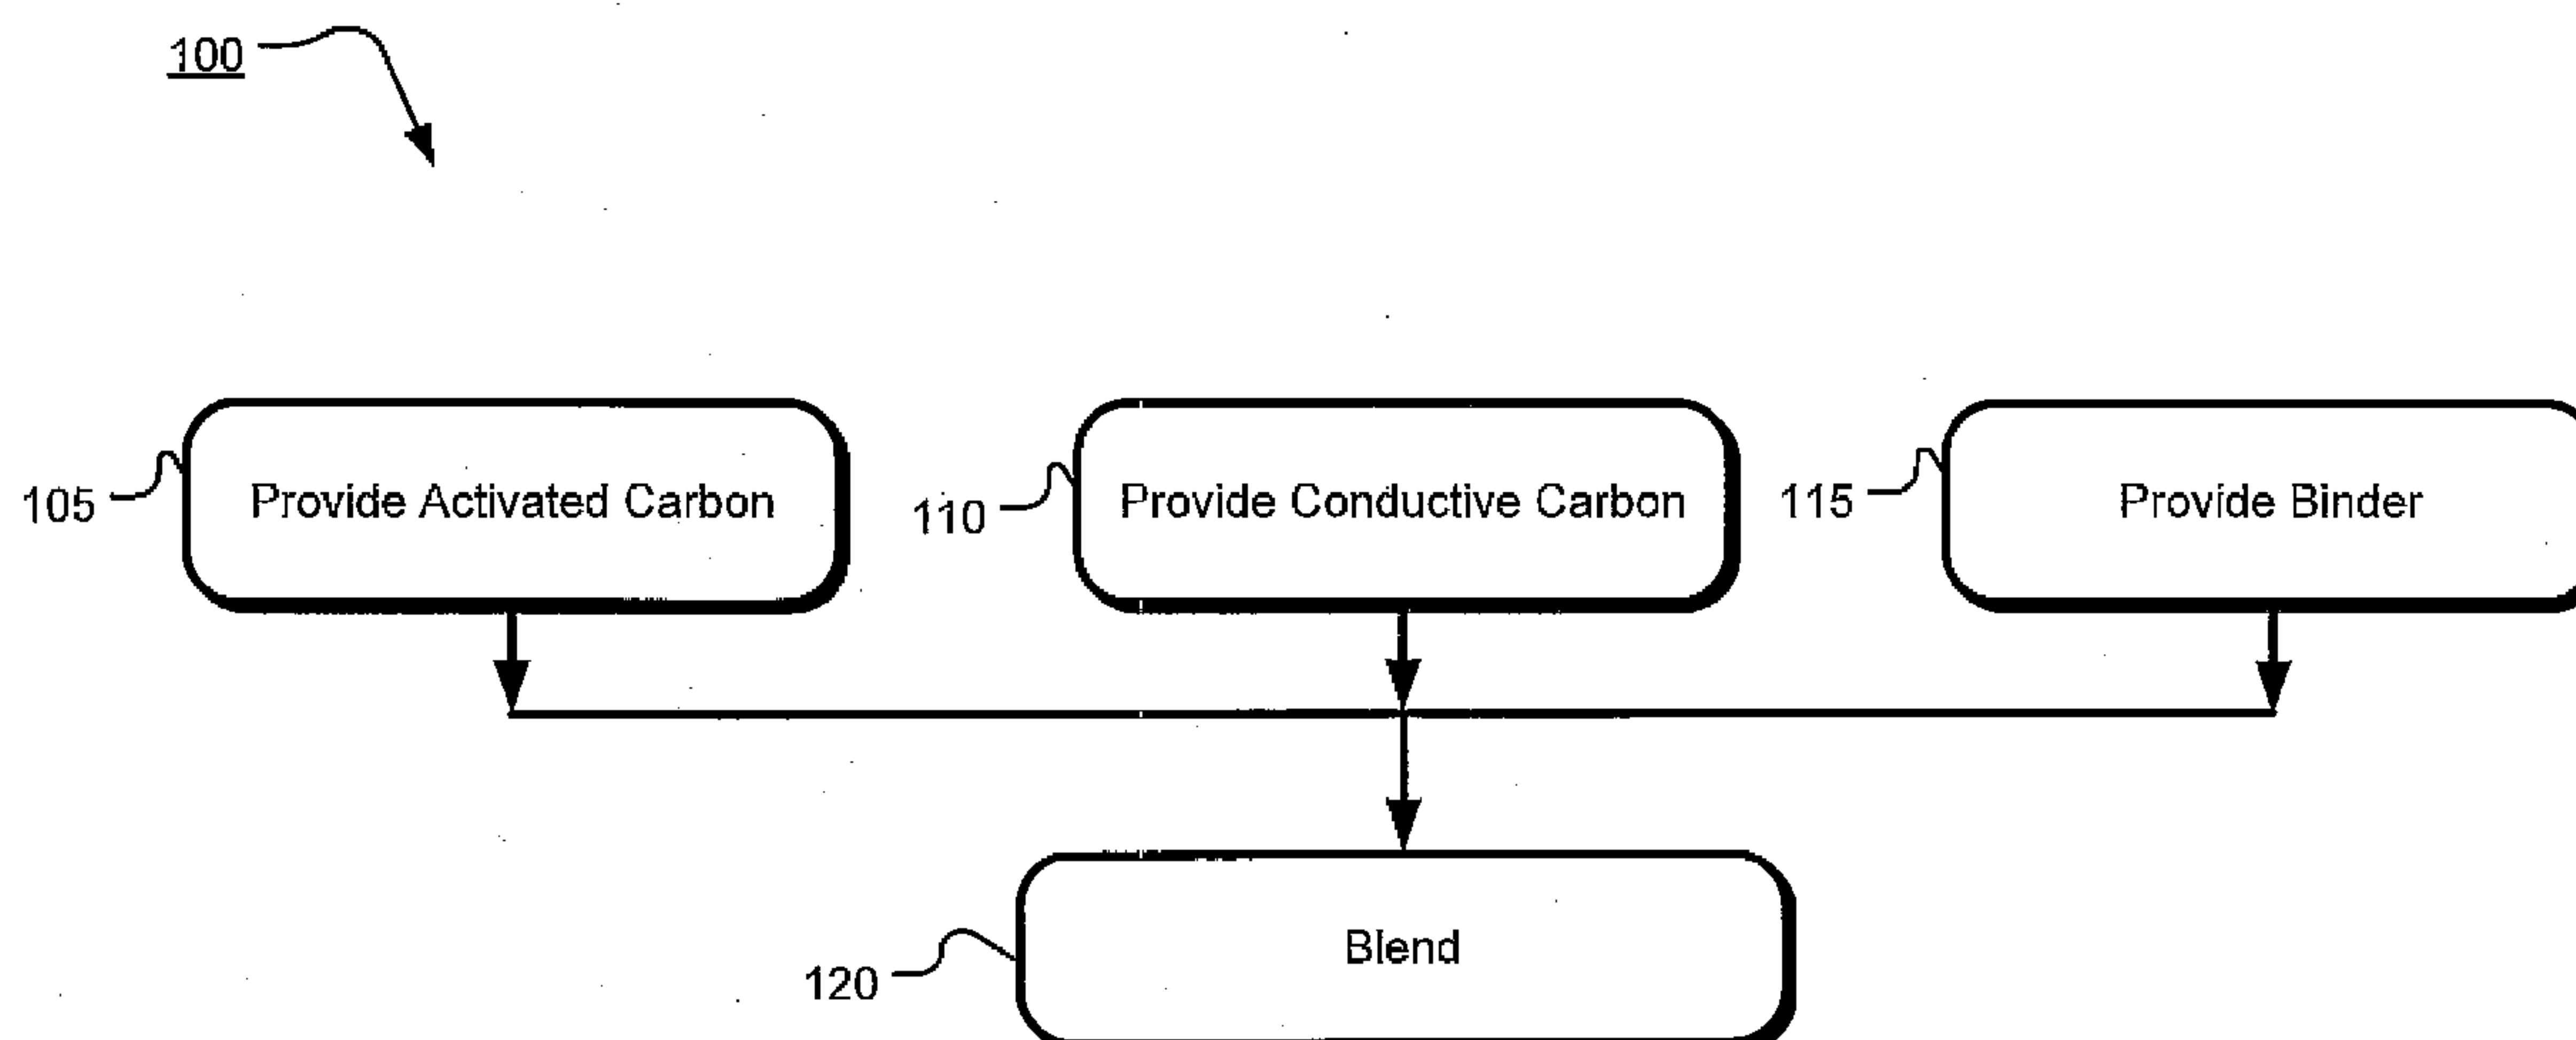 100
105
Provide Activated Carbon
110
Provide Conductive Carbon
115
Provide Binder
120
Blend